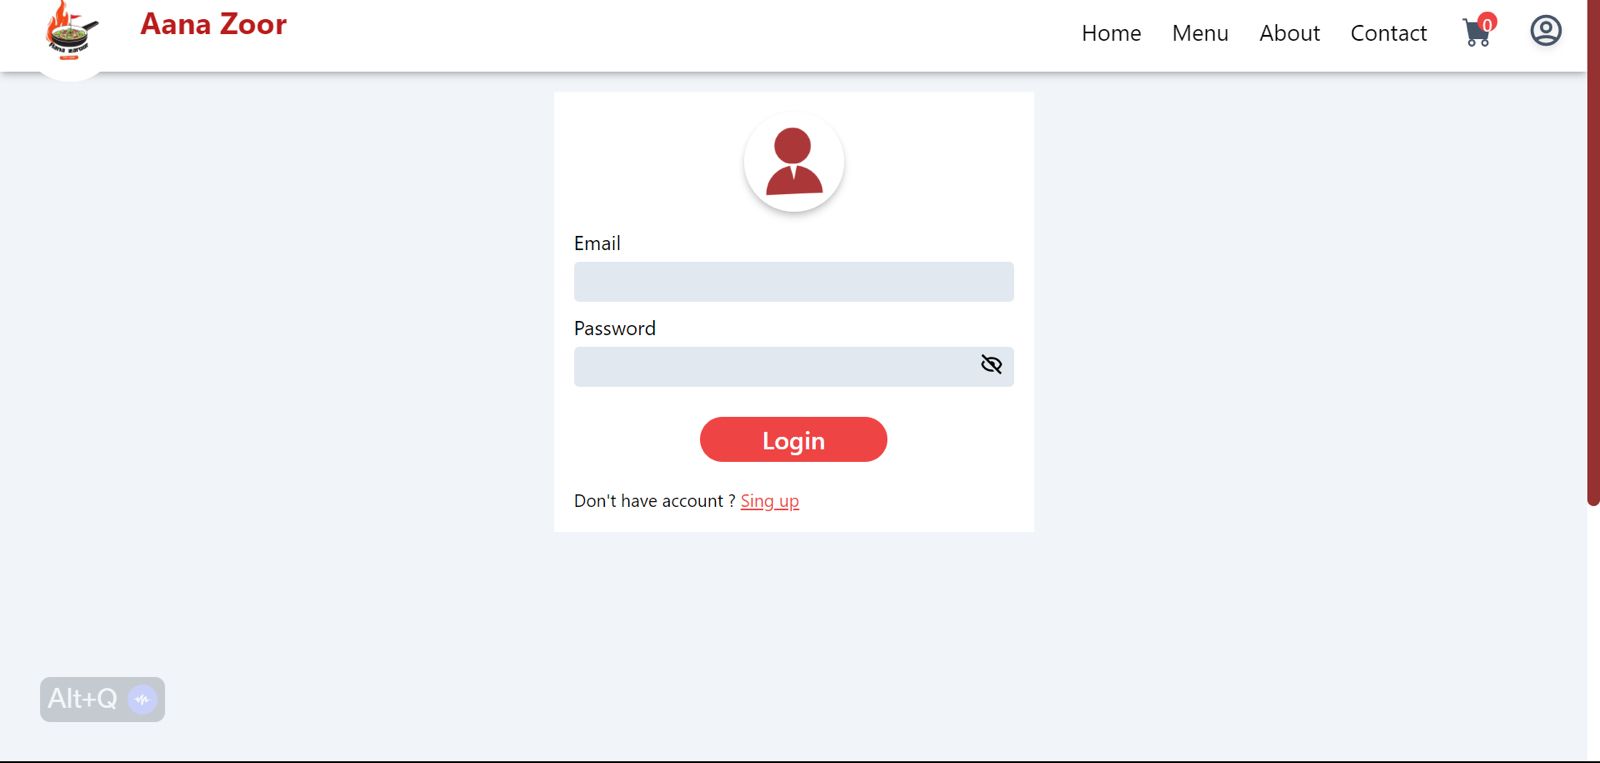 Aana Zoor
Home Menu About Contact 0
Email
Password
Login
Don't have account ? Sing up
Alt+Q